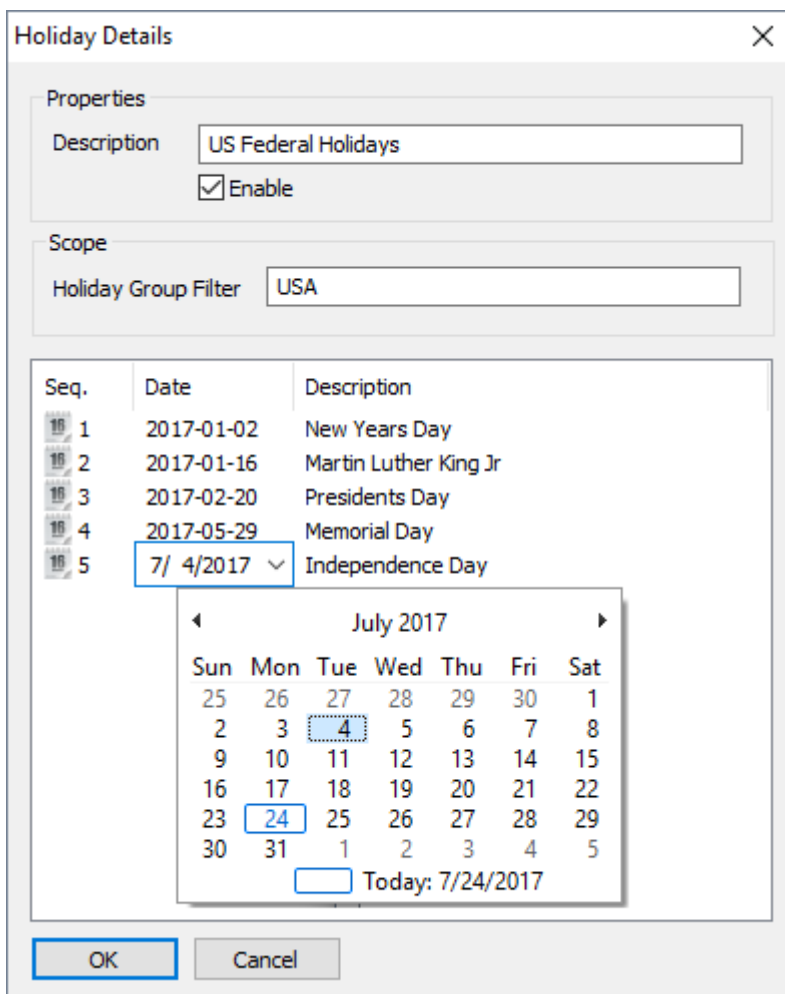 Holiday Details
Properties
Description US Federal Holidays
Enable
Scope
Holiday Group Filter USA
Seq. Date Description
16 1 2017-01-02 New Years Day
16 2 2017-01-16 Martin Luther King Jr
16 3 2017-02-20 Presidents Day
16 4 2017-05-29 Memorial Day
16 5 7/ 4/2017 Independence Day
July 2017
Sun Mon Tue Wed Thu Fri Sat
25 26 27 28 29 30 1
2 3 4 5 6 7 8
9 10 11 12 13 14 15
16 17 18 19 20 21 22
23 24 25 26 27 28 29
30 31 1 2 3 4 5
Today: 7/24/2017
OK Cancel